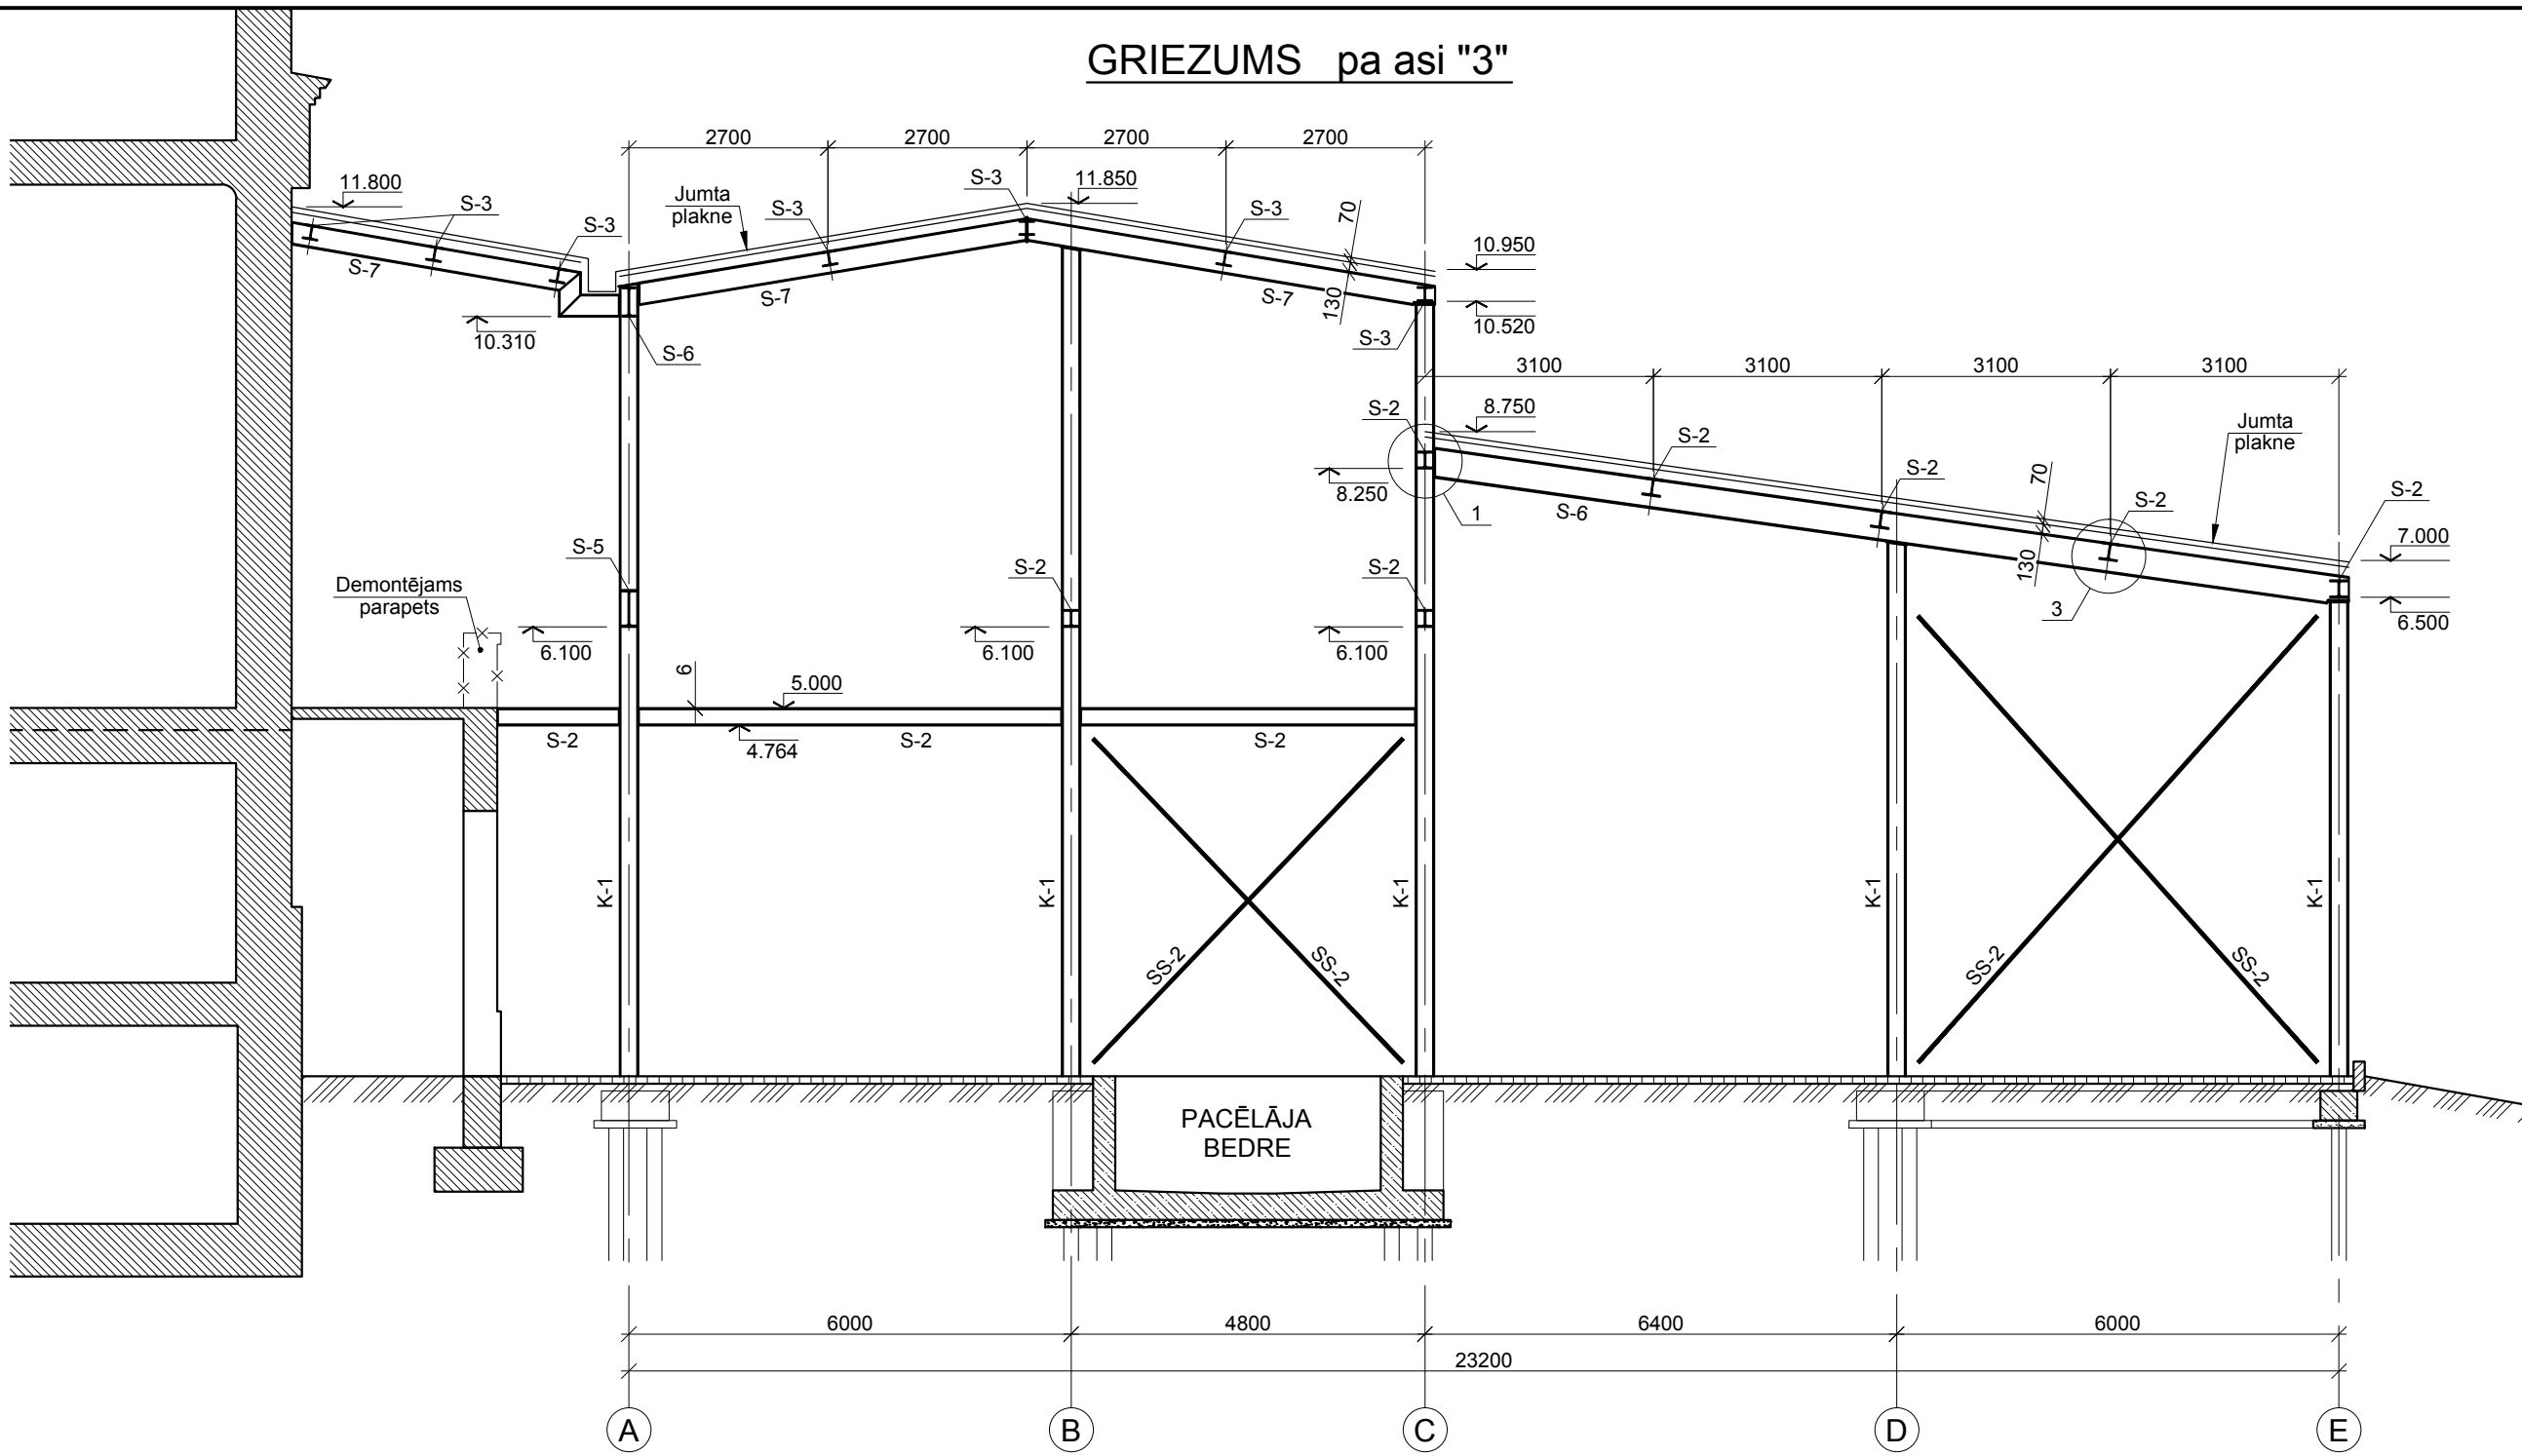 GRIEZUMS pa asi "3"
2700 2700 2700 2700
11.800
S-3
S-3
S-7
Jumta
plakne
S-3
S-3
11.850
S-3
70
130
10.950
10.520
S-7
S-7
10.310
S-6
S-3
3100 3100 3100 3100
S-2
8.750
S-2
S-2
S-2
S-2
Jumta
plakne
8.250
1
S-6
70
130
3
7.000
6.500
S-5
S-2
S-2
Demontējams
parapets
6.100
6.100
6.100
6
5.000
4.764
S-2
S-2
S-2
K-1
K-1
K-1
K-1
K-1
SS-2
SS-2
SS-2
SS-2
PACĒLĀJA
BEDRE
6000 4800 6400 6000
23200
A B C D E